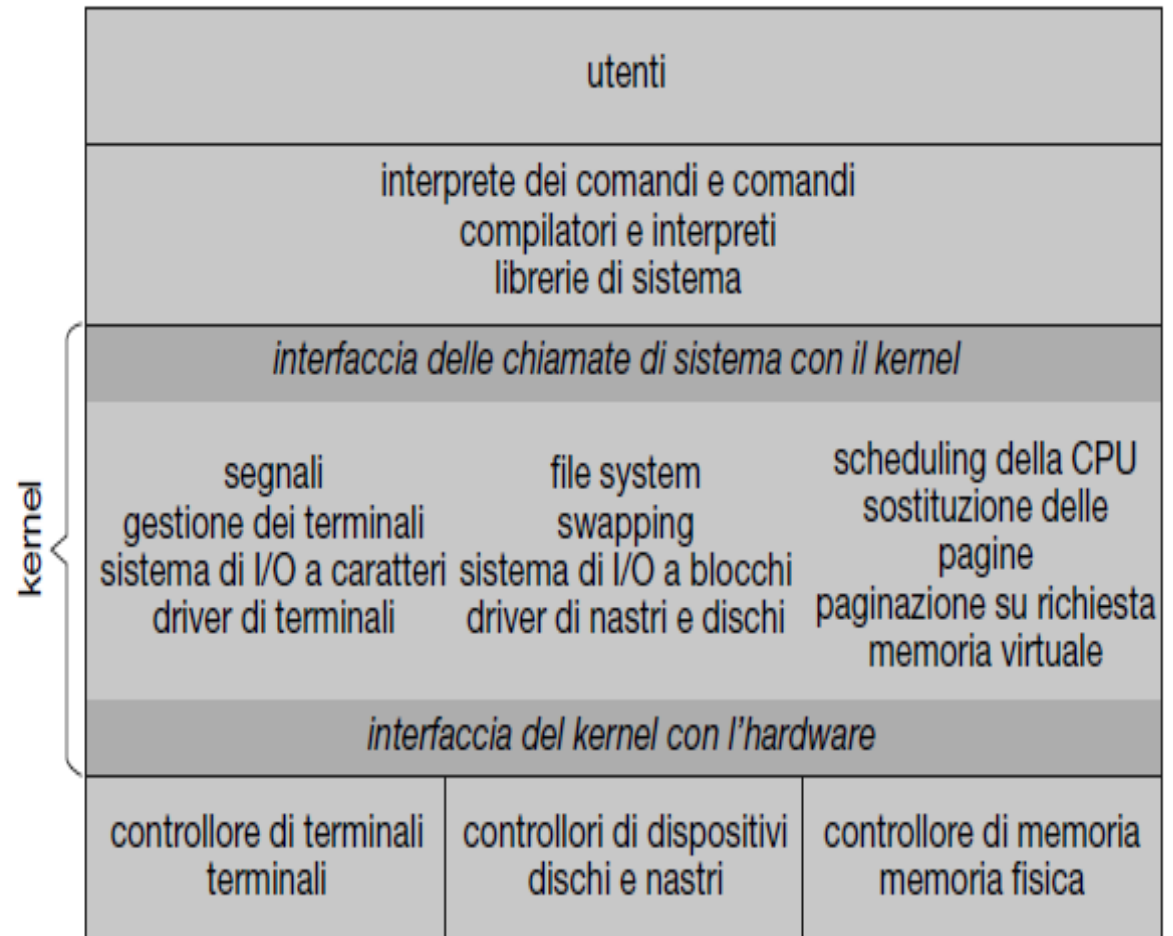 utenti
interprete dei comandi e comandi
compilatori e interpreti
librerie di sistema
interfaccia delle chiamate di sistema con il kernel
kernel
segnali
gestione dei terminali
sistema di I/O a caratteri
driver di terminali
file system
swapping
sistema di I/O a blocchi
driver di nastri e dischi
scheduling della CPU
sostituzione delle
pagine
paginazione su richiesta
memoria virtuale
interfaccia del kernel con l'hardware
controllore di terminali
terminali
controllori di dispositivi
dischi e nastri
controllore di memoria
memoria fisica